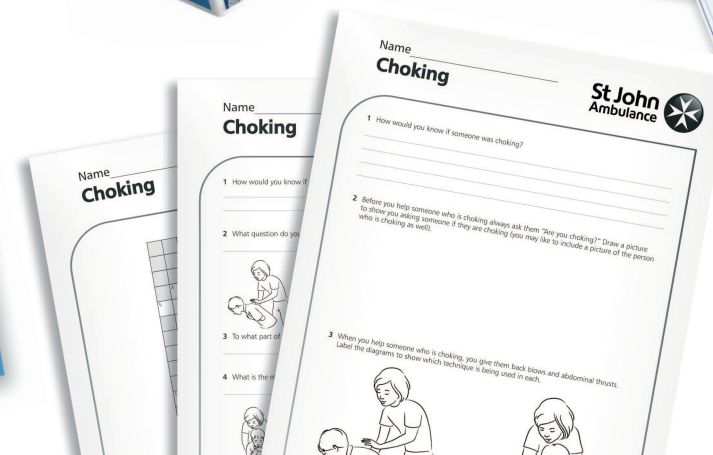 Name
Choking
Name
Choking
1 How would you know if
2 What question do you
3 To what part of
4 What is the m
Name
Choking
St John
Ambulance
1 How would you know if someone was choking?
2 Before you help someone who is choking always ask them "Are you choking?" Draw a picture
to show you asking someone if they are choking (you may like to include a picture of the person
who is choking as well).
3 When you help someone who is choking, you give them back blows and abdominal thrusts.
Label the diagrams to show which technique is being used in each.